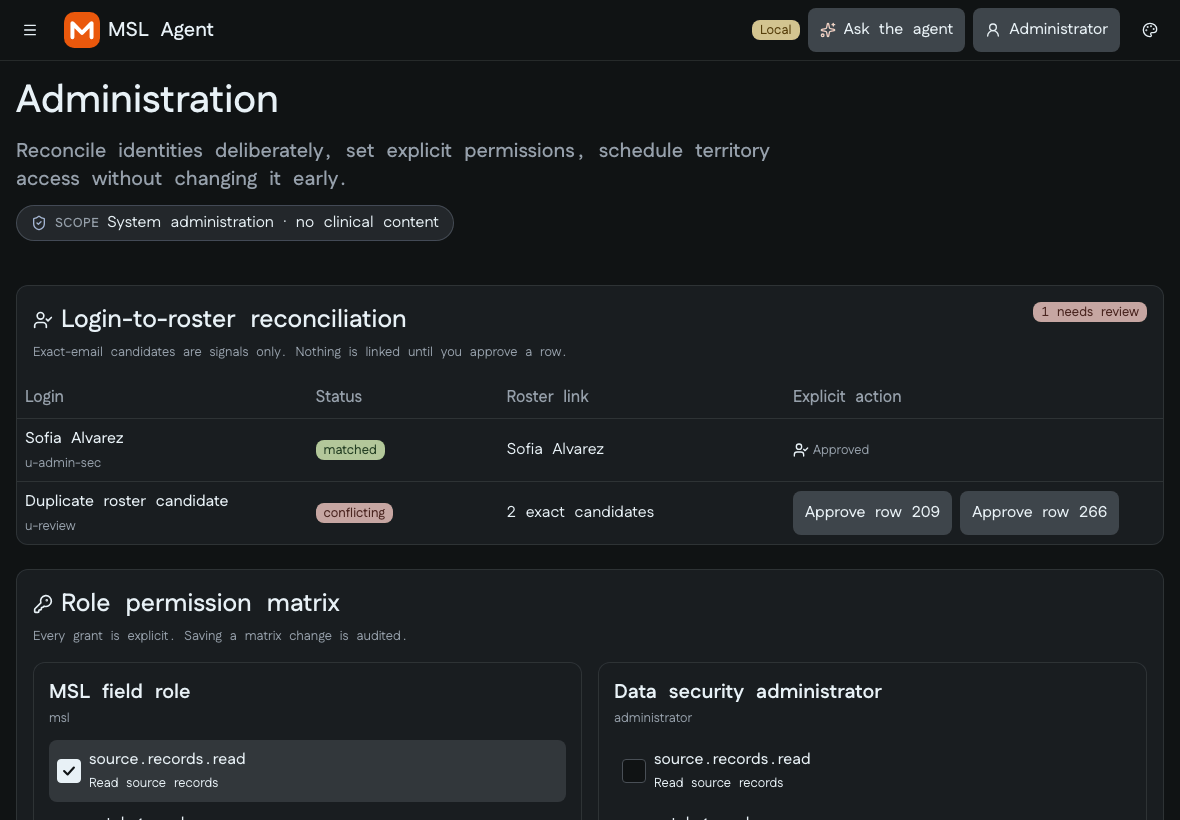 MSL Agent
Local
Ask the agent
Administrator
Administration
Reconcile identities deliberately, set explicit permissions, schedule territory
access without changing it early.
SCOPE System administration · no clinical content
Login-to-roster reconciliation
1 needs review
Exact-email candidates are signals only. Nothing is linked until you approve a row.
Login Status Roster link Explicit action
Sofia Alvarez
u-admin-sec
matched
Sofia Alvarez
Approved
Duplicate roster candidate
u-review
conflicting
2 exact candidates
Approve row 209
Approve row 266
Role permission matrix
Every grant is explicit. Saving a matrix change is audited.
MSL field role
msl
source.records.read
Read source records
Data security administrator
administrator
source.records.read
Read source records